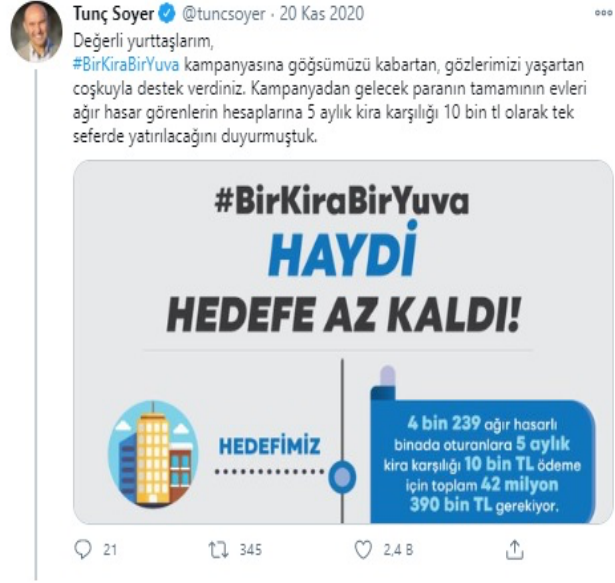 Tunç Soyer @tuncsoyer · 20 Kas 2020
Değerli yurttaşlarım,
#BirKiraBirYuva kampanyasına göğsümüzü kabartan, gözlerimizi yaşartan
coşkuyla destek verdiniz. Kampanyadan gelecek paranın tamamının evleri
ağır hasar görenlerin hesaplarına 5 aylık kira karşılığı 10 bin tl olarak tek
seferde yatırılacağını duyurmuştuk.
#BirKiraBirYuva
HAYDİ
HEDEFE AZ KALDI!
HEDEFİMİZ
4 bin 239 ağır hasarlı
binada oturanlara 5 aylık
kira karşılığı 10 bin TL ödeme
için toplam 42 milyon
390 bin TL gerekiyor.
21 345 2,4 B